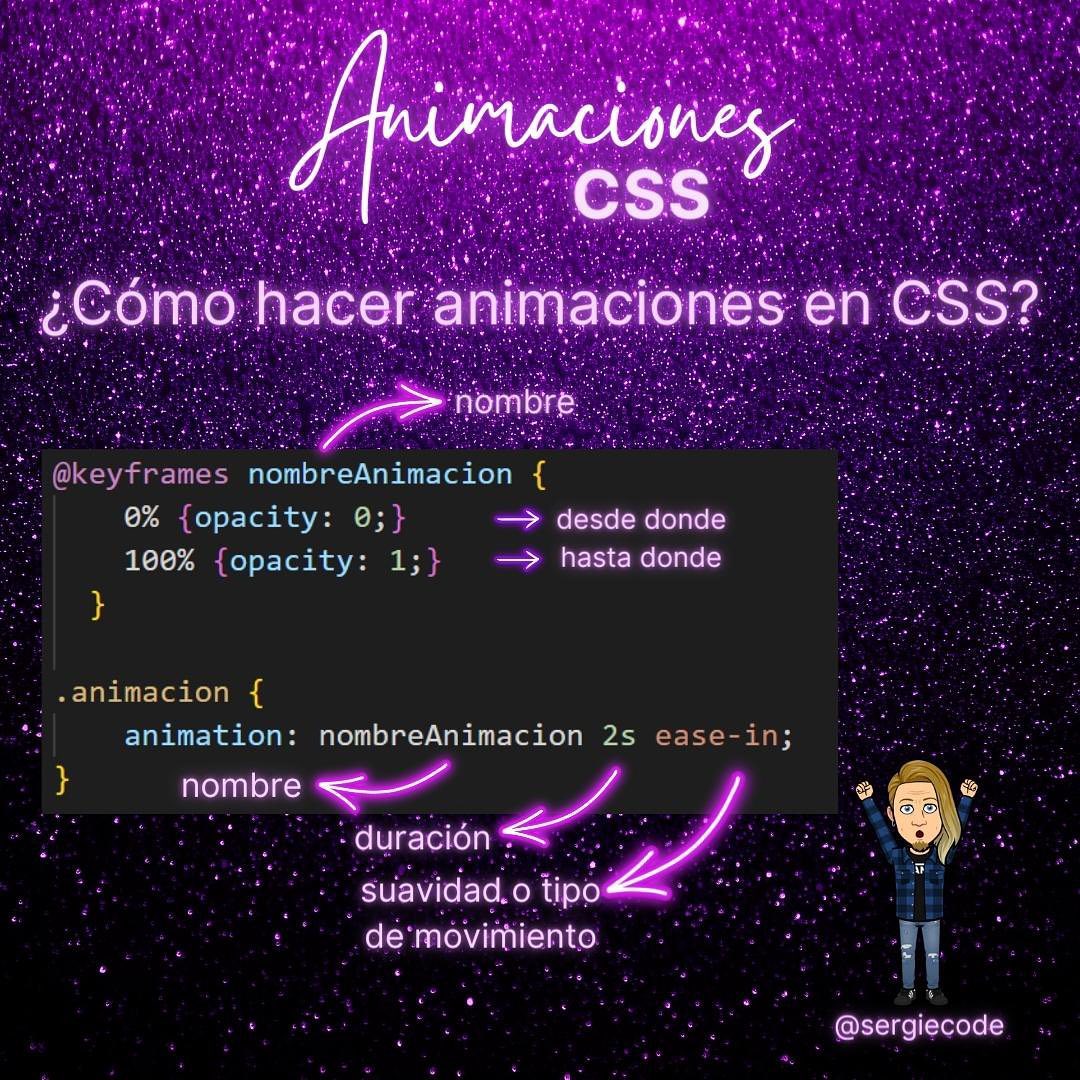 Animaciones
CSS
¿Cómo hacer animaciones en CSS?
nombre
@keyframes nombreAnimacion {
0% {opacity: 0;} desde donde
100% {opacity: 1;} hasta donde
}
.animacion {
animation: nombreAnimacion 2s ease-in;
}
nombre
duración
suavidad o tipo
de movimiento
@sergiecode